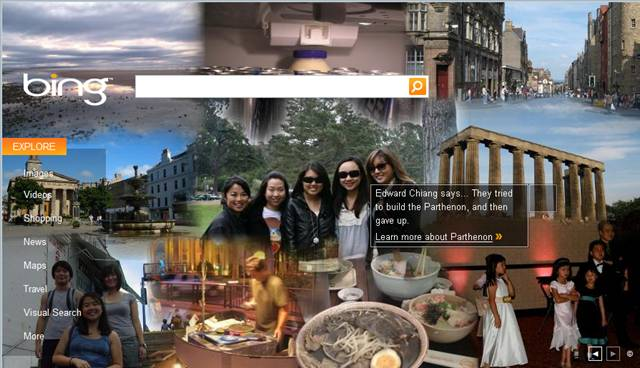 bing
EXPLORE
Images
Videos
Shopping
News
Maps
Travel
Visual Search
More
Edward Chiang says... They tried
to build the Parthenon, and then
gave up.
Learn more about Parthenon »